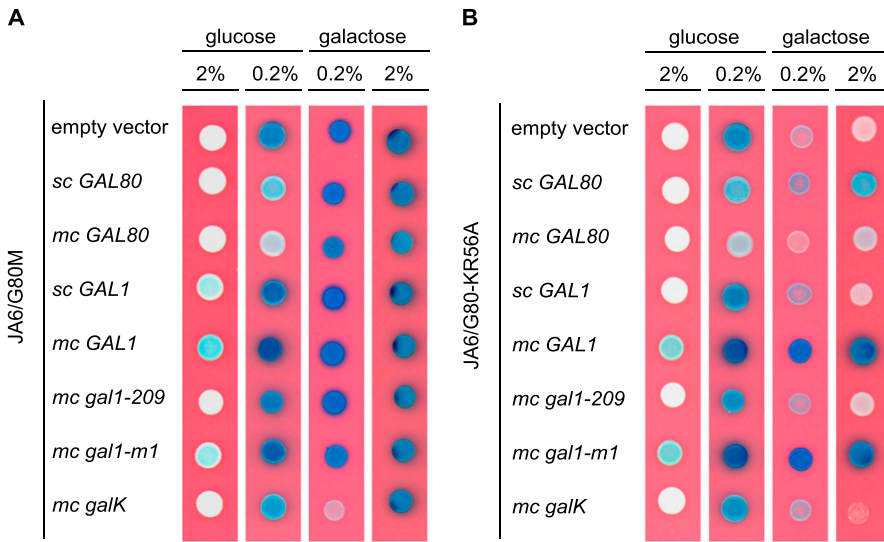 A
glucose galactose
2% 0.2% 0.2% 2%
JA6/G80M
empty vector
sc GAL80
mc GAL80
sc GAL1
mc GAL1
mc gal1-209
mc gal1-m1
mc galK
B
glucose galactose
2% 0.2% 0.2% 2%
JA6/G80-KR56A
empty vector
sc GAL80
mc GAL80
sc GAL1
mc GAL1
mc gal1-209
mc gal1-m1
mc galK